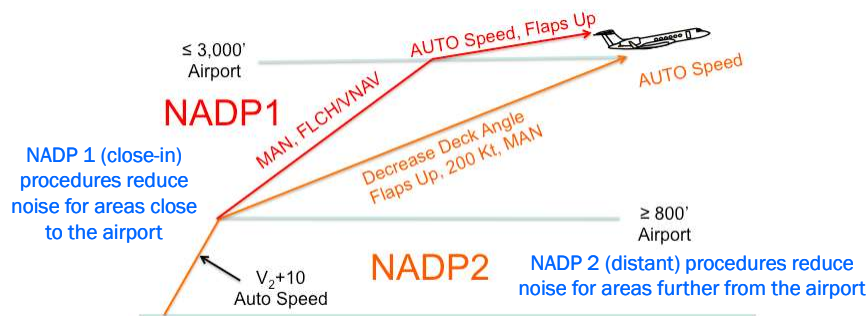 ≤ 3,000’
Airport
AUTO Speed, Flaps Up
AUTO Speed
NADP1
MAN, FLCH/VNAV
Decrease Deck Angle
Flaps Up, 200 Kt, MAN
NADP 1 (close-in)
procedures reduce
noise for areas close
to the airport
≥ 800’
Airport
V₂+10
Auto Speed
NADP2
NADP 2 (distant) procedures reduce
noise for areas further from the airport